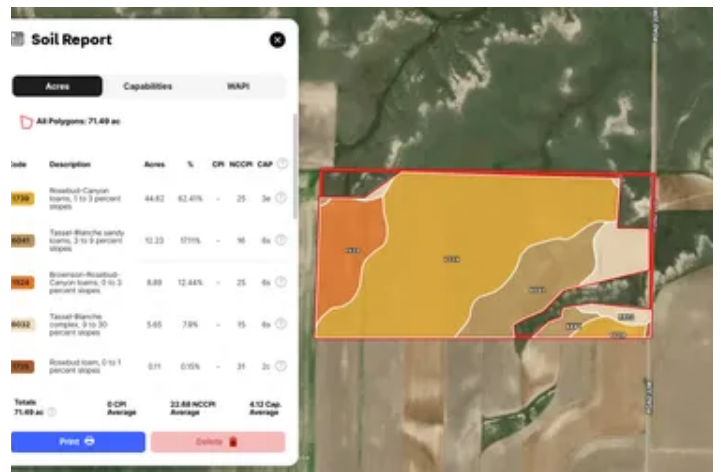 Soil Report
Acres Capabilities WAPI
All Polygons: 71.49 ac
Code Description Acres % CPI NCCPI CAP
1739 Rosebud-Canyon
loams, 1 to 3 percent
slopes 44.62 62.41% - 25 3e
6041 Tassel-Blanche sandy
loams, 3 to 9 percent
slopes 12.23 17.11% - 16 6s
1524 Brownson-Rosebud-
Canyon loams, 0 to 3
percent slopes 8.89 12.44% - 25 6s
6032 Tassel-Blanche
complex, 9 to 30
percent slopes 5.65 7.9% - 15 6s
Rosebud loam, 0 to 1
percent slopes 0.11 0.15% - 31 2c
Totals
71.49 ac
0 CPI
Average
22.68 NCCPI
Average
4.12 Cap.
Average
Print
Delete